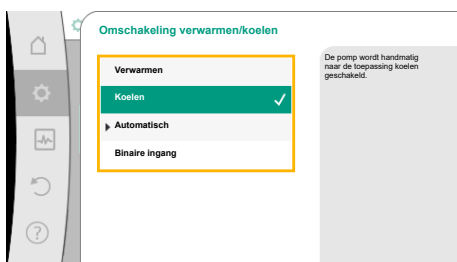 Omschakeling verwarmen/koelen
Verwarmen
Koelen
Automatisch
Binaire ingang
De pomp wordt handmatig
naar de toepassing koelen
geschakeld.
?